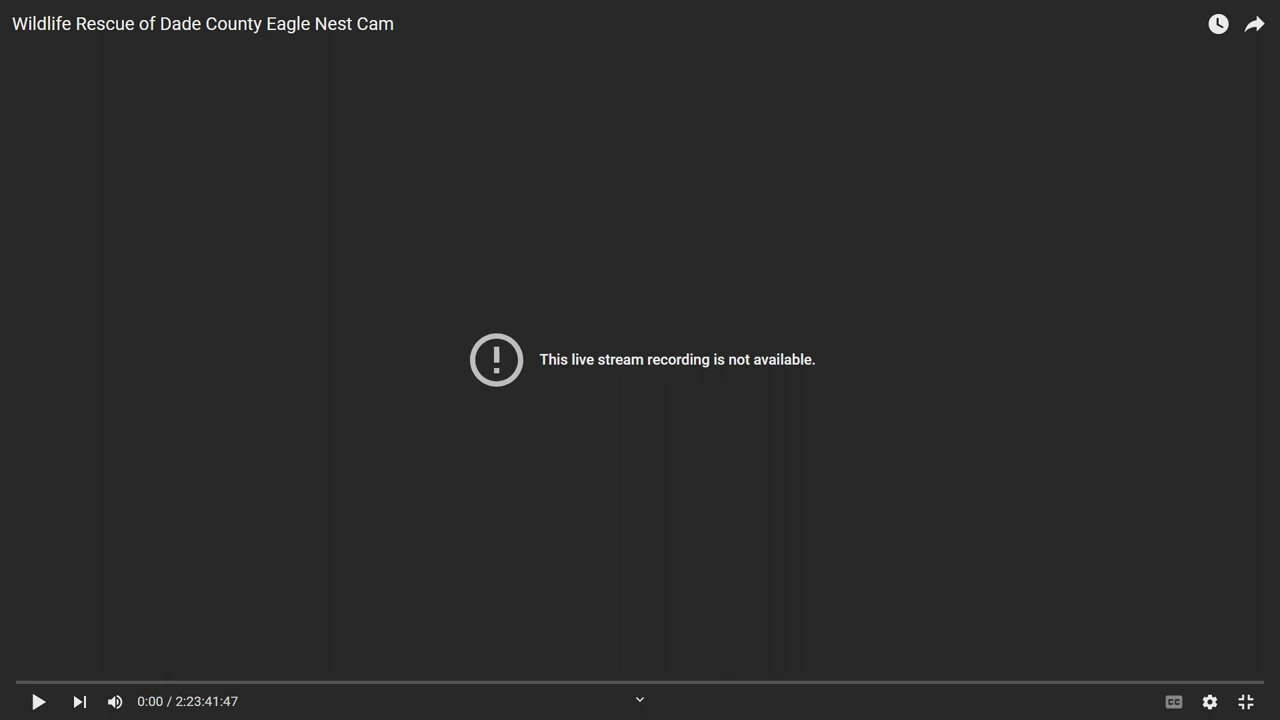 Wildlife Rescue of Dade County Eagle Nest Cam
This live stream recording is not available.
0:00 / 2:23:41:47
CC